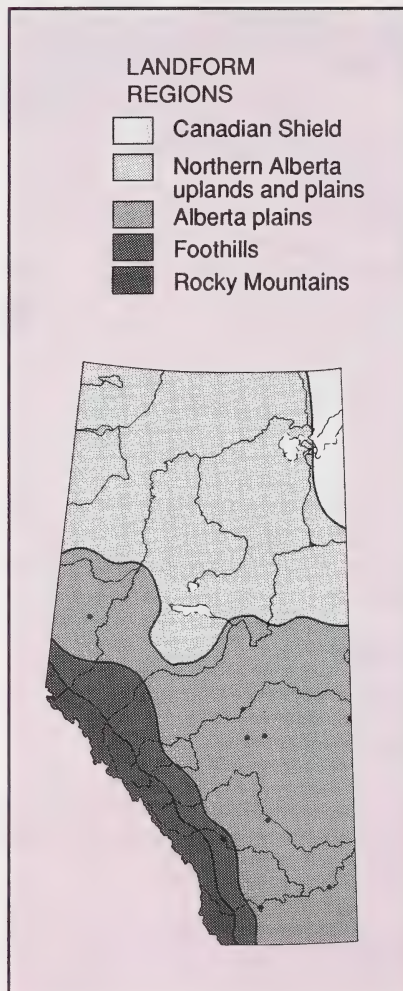 LANDFORM
REGIONS
Canadian Shield
Northern Alberta
uplands and plains
Alberta plains
Foothills
Rocky Mountains